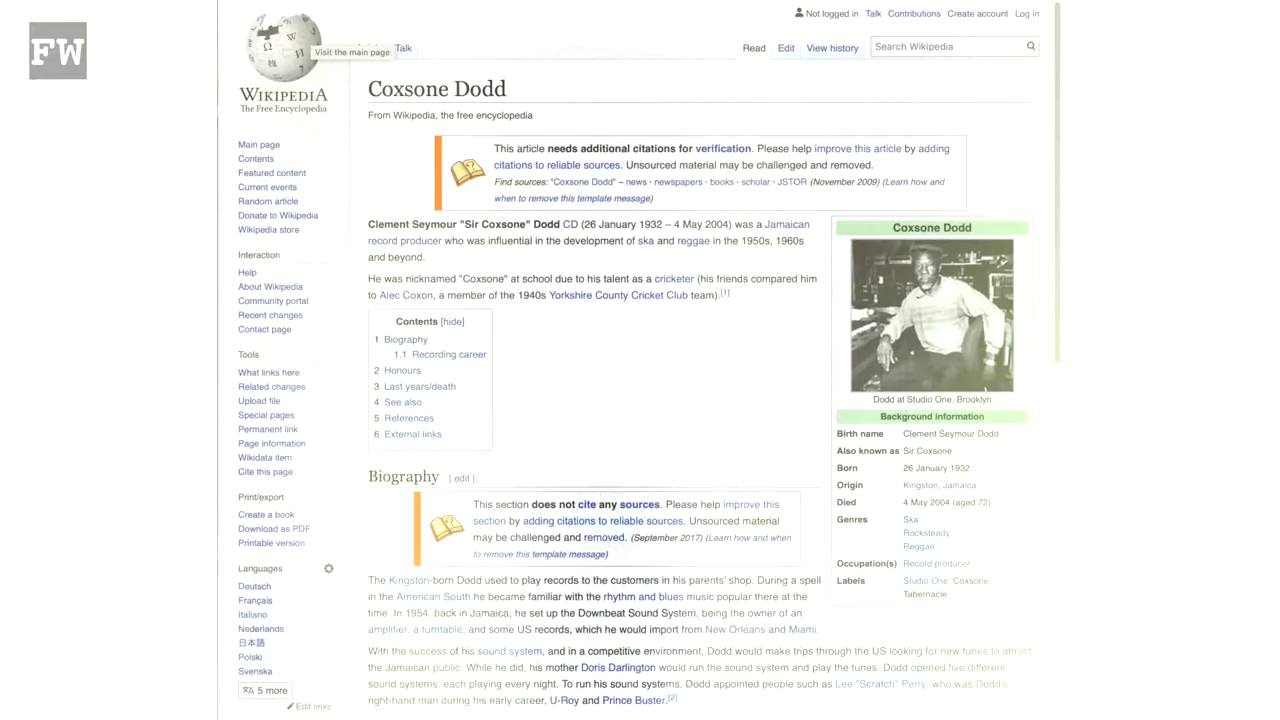 FW
Not logged in Talk Contributions Create account Log in
Visit the main page
Talk
Read Edit View history Search Wikipedia
WIKIPEDIA
The Free Encyclopedia
Coxsone Dodd
From Wikipedia, the free encyclopedia
This article needs additional citations for verification. Please help improve this article by adding
citations to reliable sources. Unsourced material may be challenged and removed.
Find sources: "Coxsone Dodd" – news · newspapers · books · scholar · JSTOR (November 2009) (Learn how and
when to remove this template message)
Main page
Contents
Featured content
Current events
Random article
Donate to Wikipedia
Wikipedia store
Interaction
Help
About Wikipedia
Community portal
Recent changes
Contact page
Tools
What links here
Related changes
Upload file
Special pages
Permanent link
Page information
Wikidata item
Cite this page
Print/export
Create a book
Download as PDF
Printable version
Languages
Deutsch
Français
Italiano
Nederlands
日本語
Polski
Svenska
5 more
Edit links
Clement Seymour "Sir Coxsone" Dodd CD (26 January 1932 – 4 May 2004) was a Jamaican
record producer who was influential in the development of ska and reggae in the 1950s, 1960s
and beyond.
He was nicknamed "Coxsone" at school due to his talent as a cricketer (his friends compared him
to Alec Coxon, a member of the 1940s Yorkshire County Cricket Club team).[1]
Contents [hide]
1 Biography
1.1 Recording career
2 Honours
3 Last years/death
4 See also
5 References
6 External links
Biography [ edit ]
This section does not cite any sources. Please help improve this
section by adding citations to reliable sources. Unsourced material
may be challenged and removed. (September 2017) (Learn how and when
to remove this template message)
The Kingston-born Dodd used to play records to the customers in his parents' shop. During a spell
in the American South he became familiar with the rhythm and blues music popular there at the
time. In 1954, back in Jamaica, he set up the Downbeat Sound System, being the owner of an
amplifier, a turntable, and some US records, which he would import from New Orleans and Miami.
With the success of his sound system, and in a competitive environment, Dodd would make trips through the US looking for new tunes to attract
the Jamaican public. While he did, his mother Doris Darlington would run the sound system and play the tunes. Dodd opened five different
sound systems, each playing every night. To run his sound systems, Dodd appointed people such as Lee "Scratch" Perry, who was Dodd's
right-hand man during his early career, U-Roy and Prince Buster.[2]
Coxsone Dodd
Dodd at Studio One, Brooklyn
Background information
Birth name Clement Seymour Dodd
Also known as Sir Coxsone
Born 26 January 1932
Origin Kingston, Jamaica
Died 4 May 2004 (aged 72)
Genres Ska
Rocksteady
Reggae
Occupation(s) Record producer
Labels Studio One, Coxsone,
Tabernacle